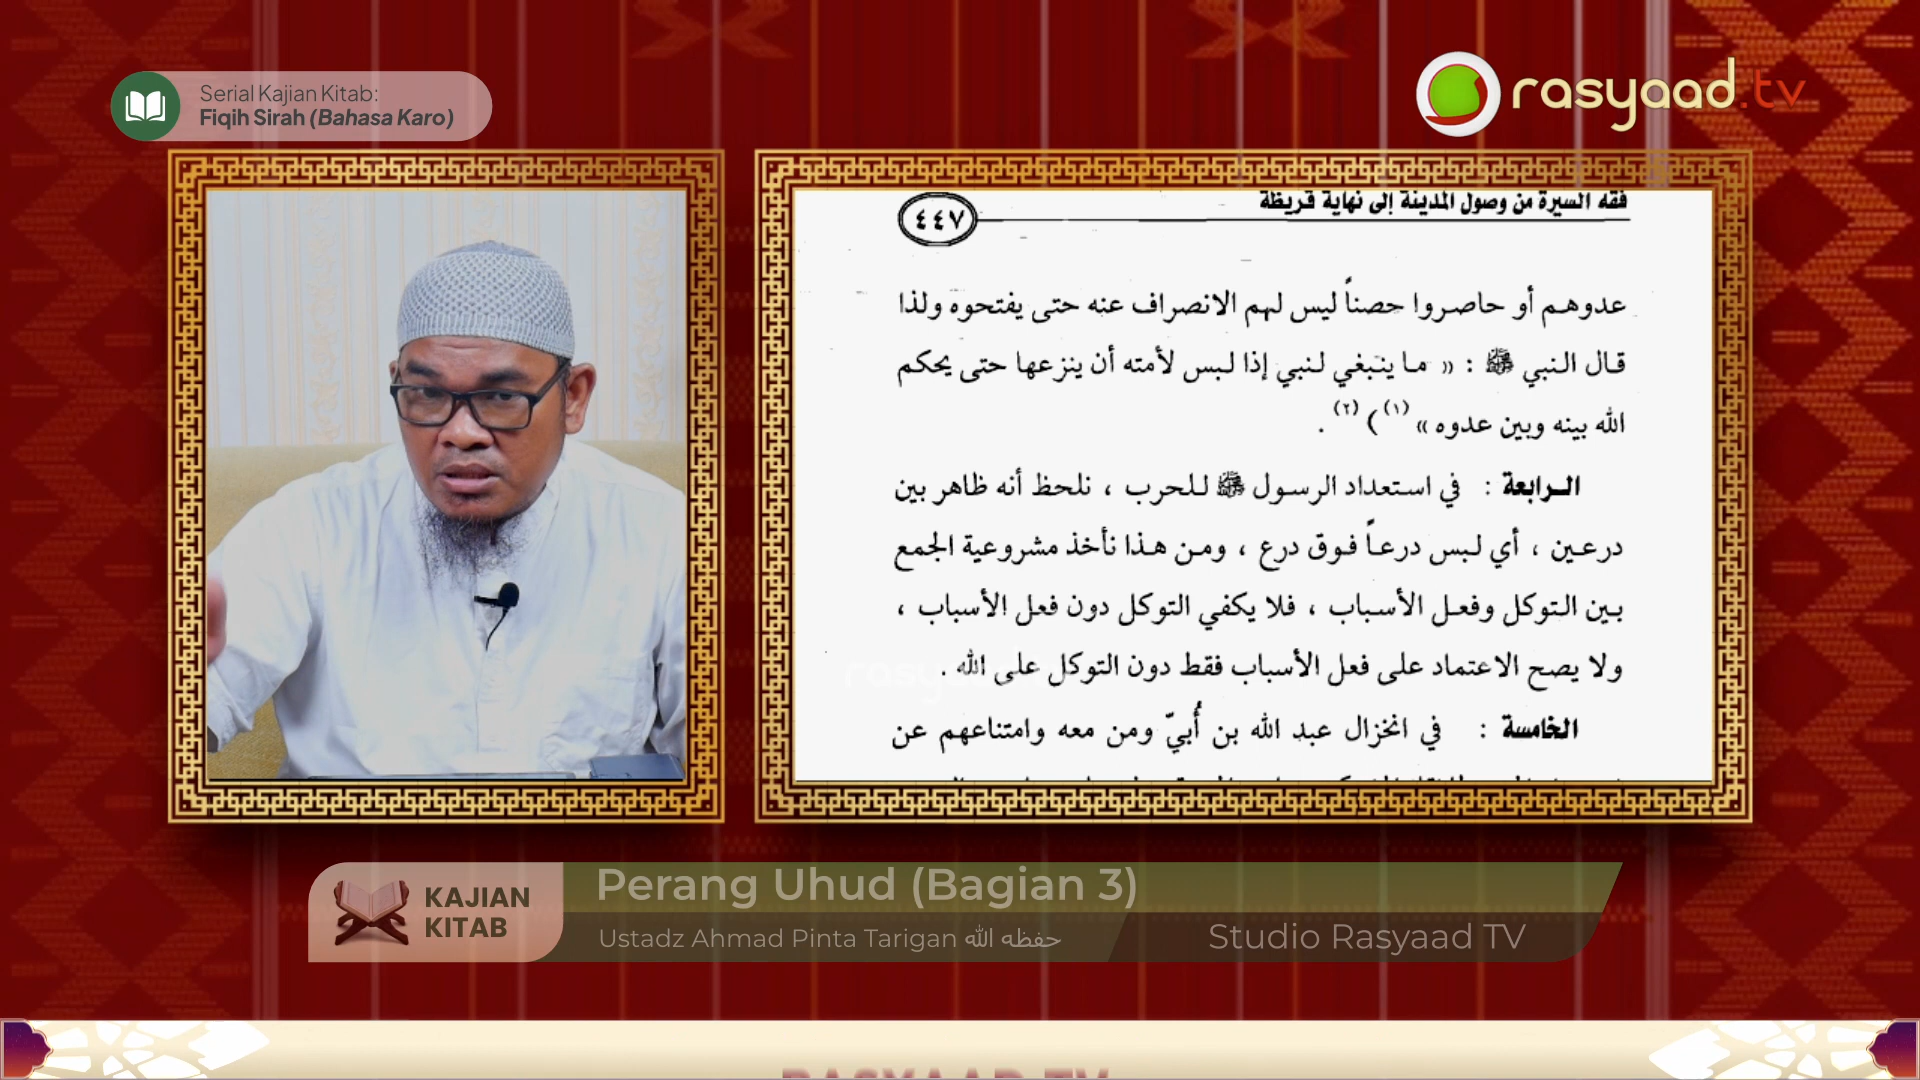 Serial Kajian Kitab:
Fiqih Sirah (Bahasa Karo)
rasyaad.tv
فقه السيرة من وصول المدينة إلى نهاية قريظة
٤٤٧
عدوهم أو حاصروا حصناً ليس لهم الانصراف عنه حتى يفتحوه ولذا
قال النبي ﷺ : « ما ينبغي لنبي إذا لبس لأمته أن ينزعها حتى يحكم
الله بينه وبين عدوه »(١) )(٢) .
الرابعة : في استعداد الرسول ﷺ للحرب ، نلحظ أنه ظاهر بين
درعين ، أي لبس درعاً فوق درع ، ومن هذا نأخذ مشروعية الجمع
بين التوكل وفعل الأسباب ، فلا يكفي التوكل دون فعل الأسباب ،
ولا يصح الاعتماد على فعل الأسباب فقط دون التوكل على الله .
الخامسة : في انخزال عبد الله بن أُبيّ ومن معه وامتناعهم عن
KAJIAN
KITAB
Perang Uhud (Bagian 3)
Ustadz Ahmad Pinta Tarigan حفظه الله
Studio Rasyaad TV